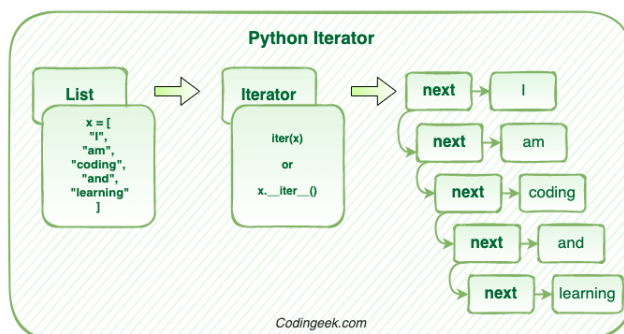 Python Iterator
List
x = [
"I",
"am",
"coding",
"and",
"learning"
]
Iterator
iter(x)
or
x.__iter__()
next
I
next
am
next
coding
next
and
next
learning
Codingeek.com